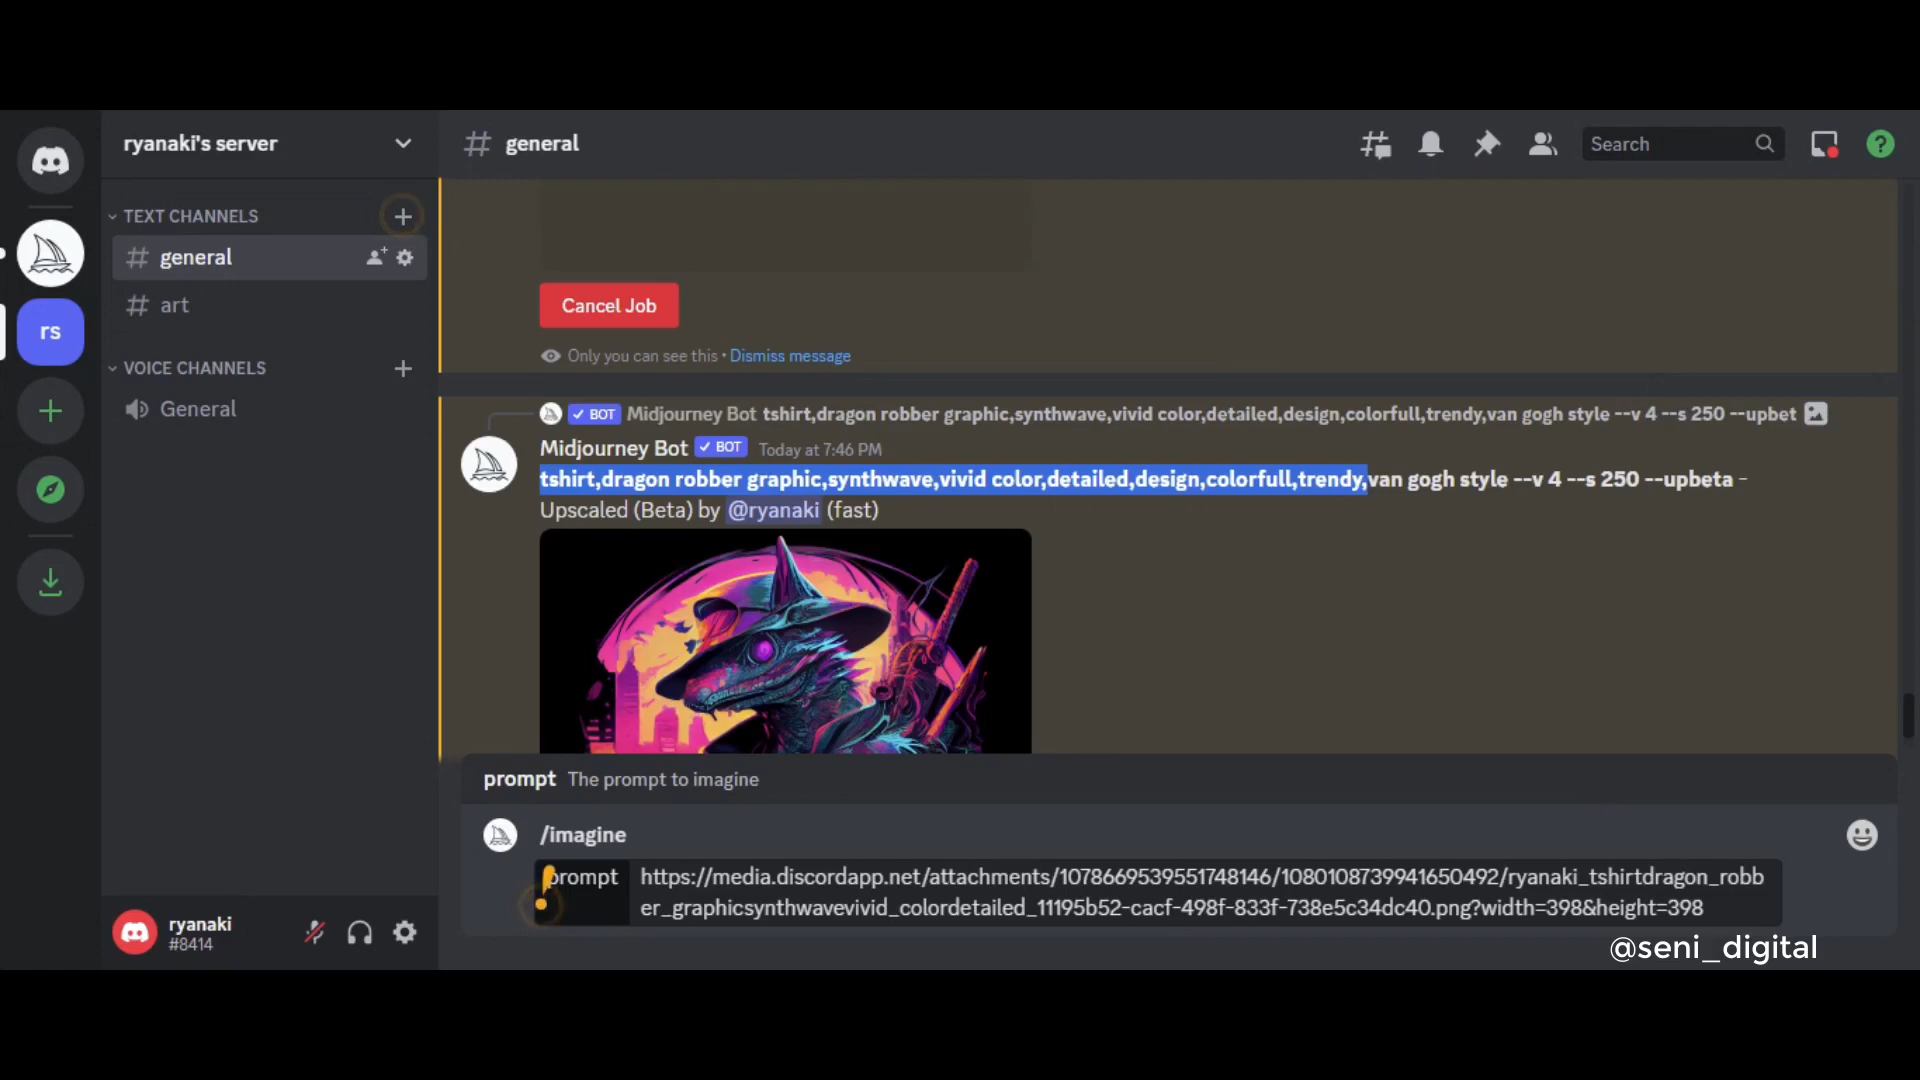 ryanaki's server
# general
Search
?
TEXT CHANNELS
# general
# art
rs
VOICE CHANNELS
General
Cancel Job
Only you can see this • Dismiss message
✓ BOT Midjourney Bot tshirt,dragon robber graphic,synthwave,vivid color,detailed,design,colorfull,trendy,van gogh style --v 4 --s 250 --upbet
Midjourney Bot ✓ BOT Today at 7:46 PM
tshirt,dragon robber graphic,synthwave,vivid color,detailed,design,colorfull,trendy,van gogh style --v 4 --s 250 --upbeta -
Upscaled (Beta) by @ryanaki (fast)
prompt The prompt to imagine
/imagine
prompt https://media.discordapp.net/attachments/1078669539551748146/1080108739941650492/ryanaki_tshirtdragon_robb
er_graphicsynthwavevivid_colordetailed_11195b52-cacf-498f-833f-738e5c34dc40.png?width=398&height=398
ryanaki
#8414
@seni_digital